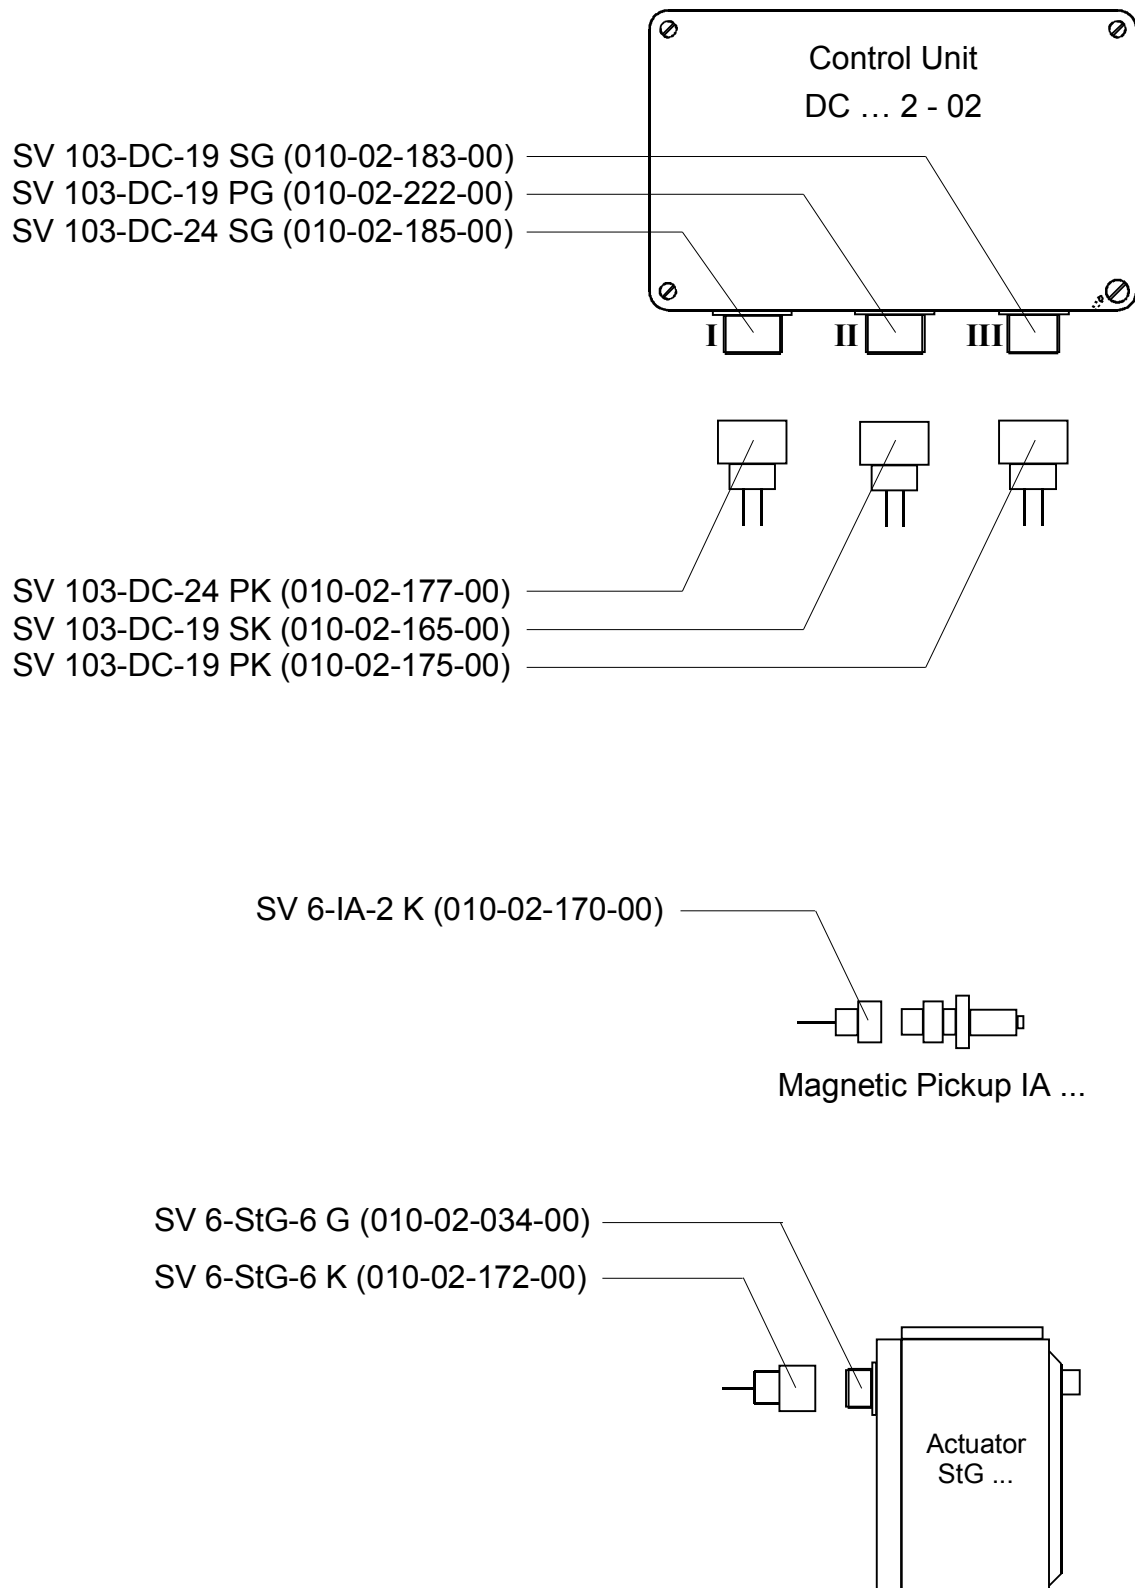 Control Unit
DC ... 2 - 02
SV 103-DC-19 SG (010-02-183-00)
SV 103-DC-19 PG (010-02-222-00)
SV 103-DC-24 SG (010-02-185-00)
I II III
SV 103-DC-24 PK (010-02-177-00)
SV 103-DC-19 SK (010-02-165-00)
SV 103-DC-19 PK (010-02-175-00)
SV 6-IA-2 K (010-02-170-00)
Magnetic Pickup IA ...
SV 6-StG-6 G (010-02-034-00)
SV 6-StG-6 K (010-02-172-00)
Actuator
StG ...